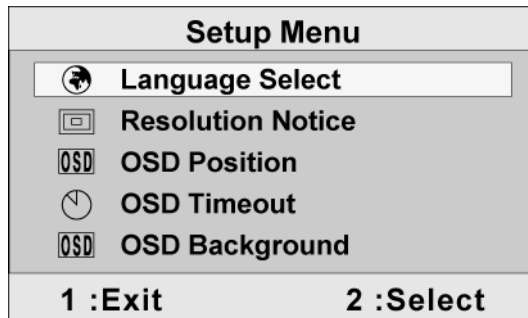 Setup Menu
Language Select
Resolution Notice
OSD OSD Position
OSD Timeout
OSD OSD Background
1 :Exit 2 :Select